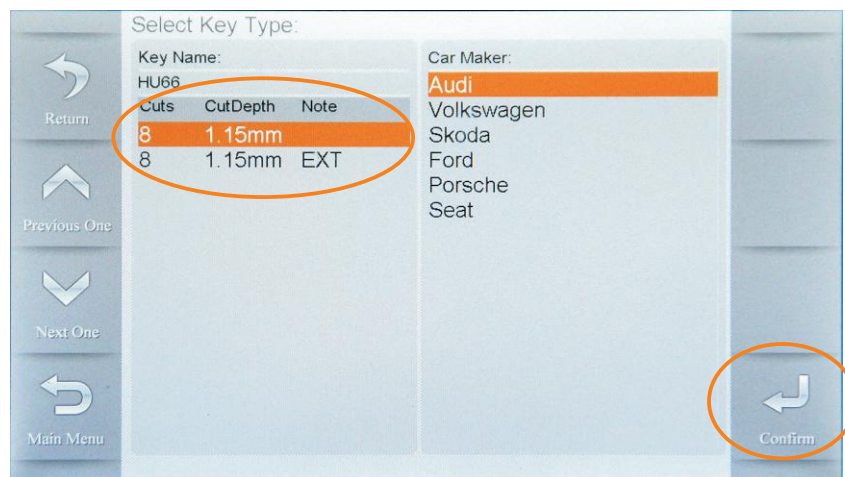 Select Key Type:
Key Name:
HU66
Cuts CutDepth Note
8 1.15mm
8 1.15mm EXT
Car Maker:
Audi
Volkswagen
Skoda
Ford
Porsche
Seat
Return
Previous One
Next One
Main Menu
Confirm